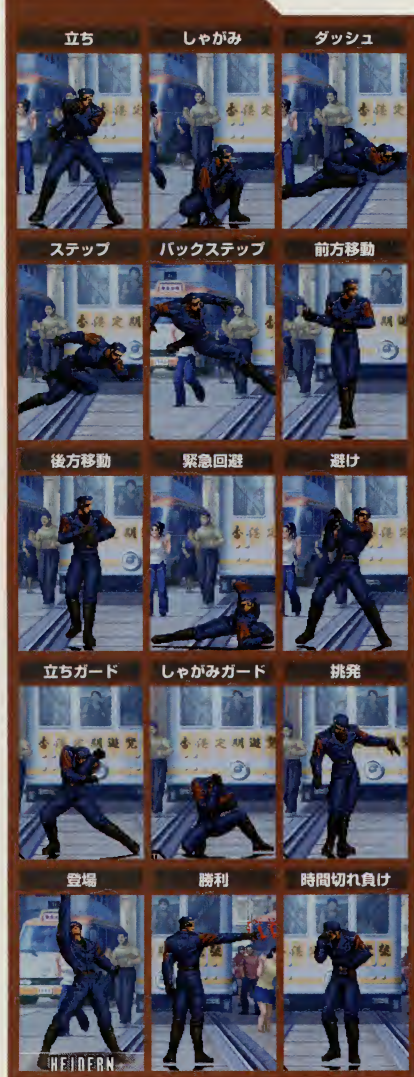 立ち
しゃがみ
ダッシュ
ステップ
バックステップ
前方移動
後方移動
緊急回避
避け
立ちガード
しゃがみガード
挑発
登場
勝利
時間切れ負け
HEIDERN